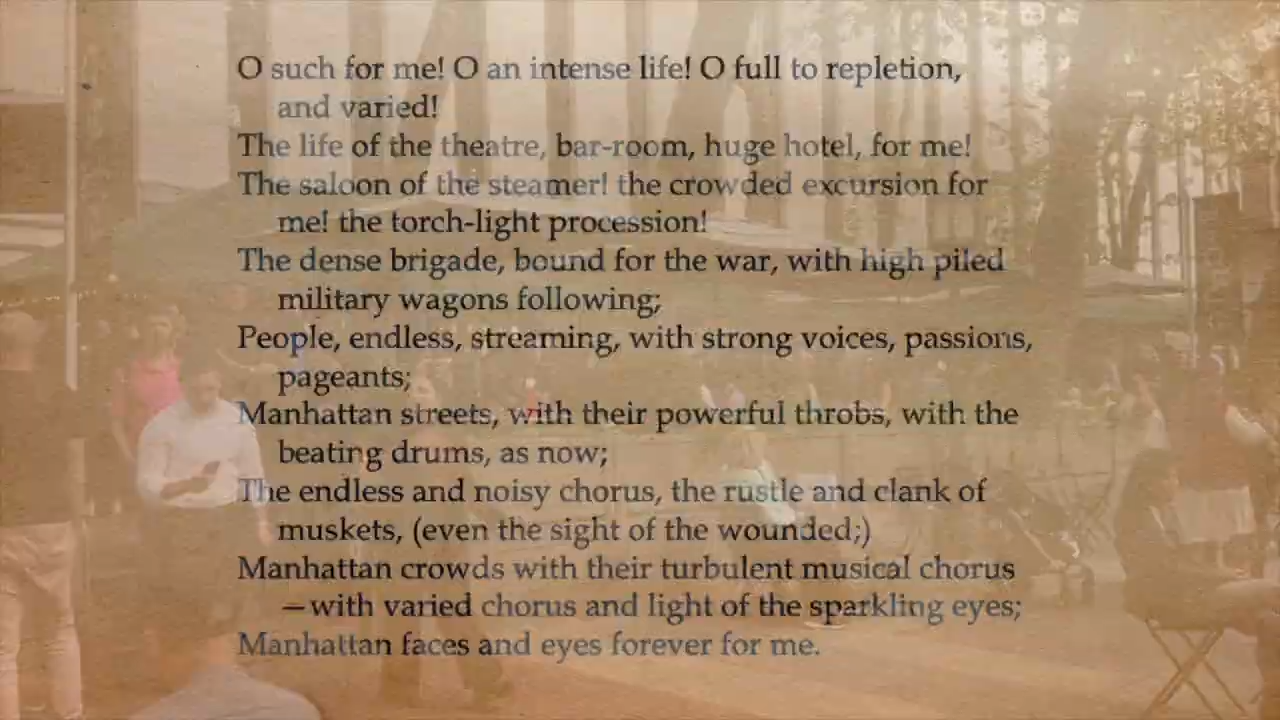 O such for me! O an intense life! O full to repletion,
and varied!
The life of the theatre, bar-room, huge hotel, for me!
The saloon of the steamer! the crowded excursion for
me! the torch-light procession!
The dense brigade, bound for the war, with high piled
military wagons following;
People, endless, streaming, with strong voices, passions,
pageants;
Manhattan streets, with their powerful throbs, with the
beating drums, as now;
The endless and noisy chorus, the rustle and clank of
muskets, (even the sight of the wounded;)
Manhattan crowds with their turbulent musical chorus
—with varied chorus and light of the sparkling eyes;
Manhattan faces and eyes forever for me.